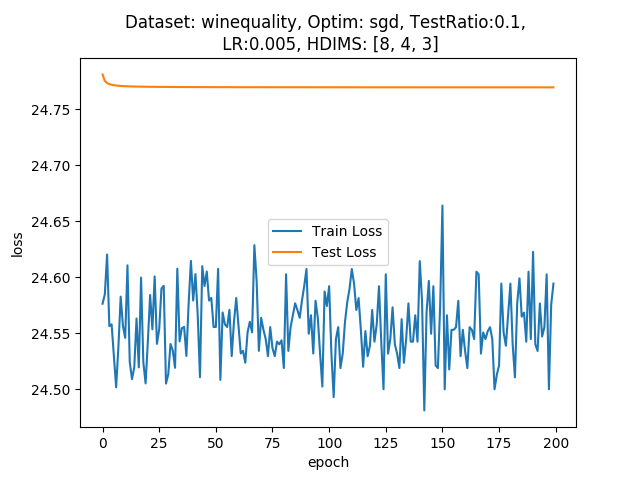 Dataset: winequality, Optim: sgd, TestRatio:0.1,
LR:0.005, HDIMS: [8, 4, 3]
24.75
24.70
24.65
24.60
24.55
24.50
loss
Train Loss
Test Loss
0 25 50 75 100 125 150 175 200
epoch